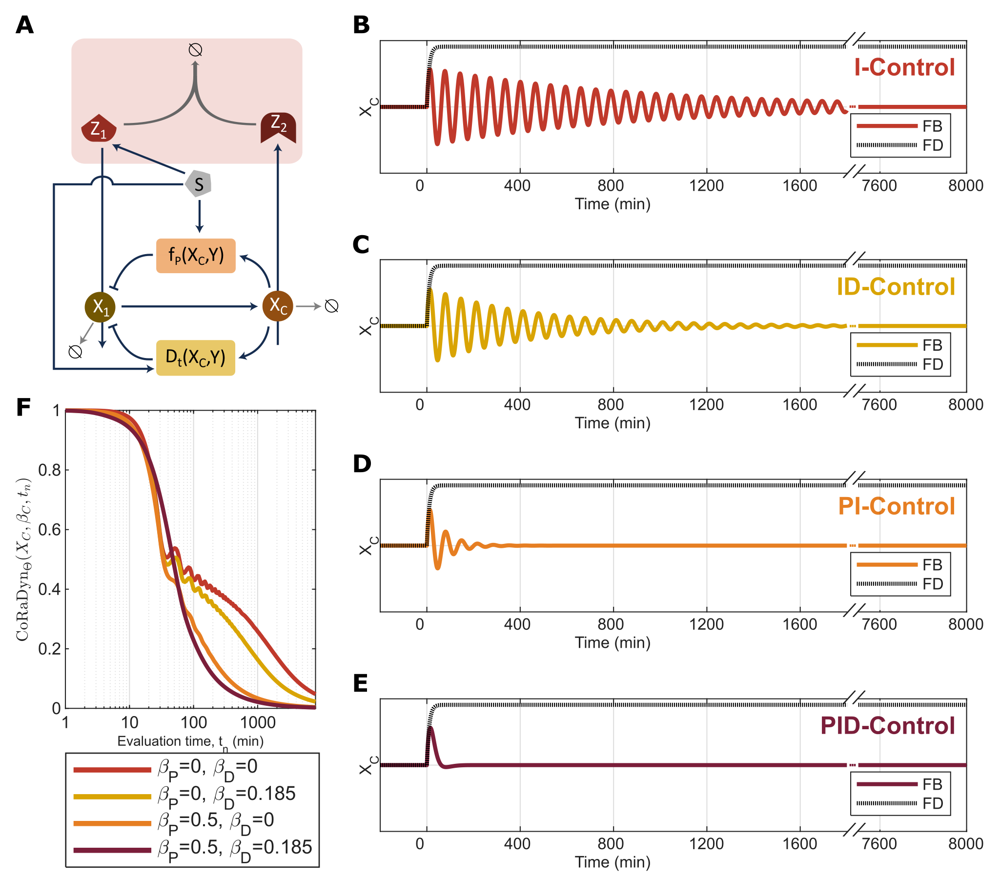 A
∅
Z1
Z2
S
fP(XC,Y)
X1
XC
∅
∅
Dt(XC,Y)
B
I-Control
XC
FB
FD
0 400 800 1200 1600 7600 8000
Time (min)
C
ID-Control
XC
FB
FD
0 400 800 1200 1600 7600 8000
Time (min)
D
PI-Control
XC
FB
FD
0 400 800 1200 1600 7600 8000
Time (min)
E
PID-Control
XC
FB
FD
0 400 800 1200 1600 7600 8000
Time (min)
F
CoRaDynΘ(XC, βC, tn)
1
0.8
0.6
0.4
0.2
0
1 10 100 1000
Evaluation time, tn (min)
βP=0, βD=0
βP=0, βD=0.185
βP=0.5, βD=0
βP=0.5, βD=0.185